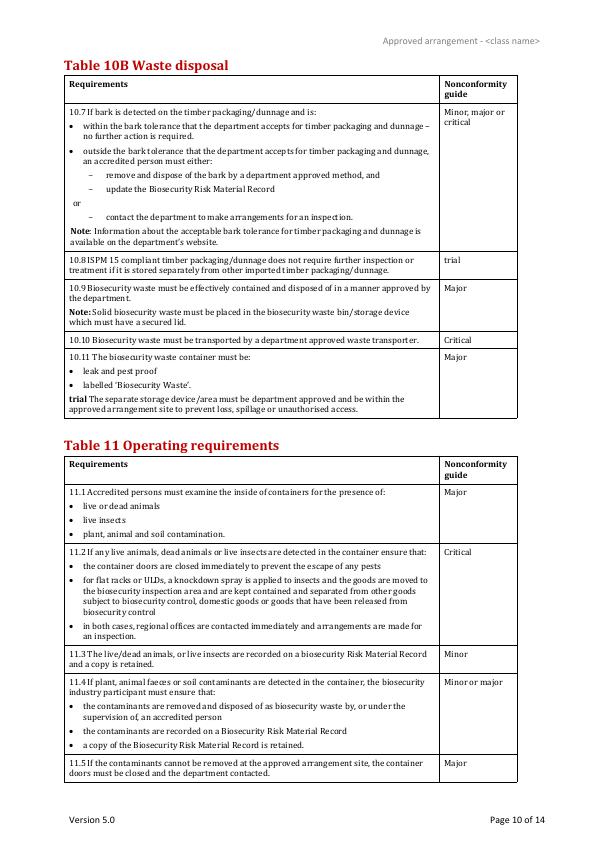 Approved arrangement - <class name>
Table 10B Waste disposal
Requirements
Nonconformity
guide
10.7 If bark is detected on the timber packaging/dunnage and is:
• within the bark tolerance that the department accepts for timber packaging and dunnage –
no further action is required.
• outside the bark tolerance that the department accepts for timber packaging and dunnage,
an accredited person must either:
– remove and dispose of the bark by a department approved method, and
– update the Biosecurity Risk Material Record
or
– contact the department to make arrangements for an inspection.
Note: Information about the acceptable bark tolerance for timber packaging and dunnage is
available on the department's website.
Minor, major or
critical
10.8 ISPM 15 compliant timber packaging/dunnage does not require further inspection or
treatment if it is stored separately from other imported timber packaging/dunnage.
trial
10.9 Biosecurity waste must be effectively contained and disposed of in a manner approved by
the department.
Note: Solid biosecurity waste must be placed in the biosecurity waste bin/storage device
which must have a secured lid.
Major
10.10 Biosecurity waste must be transported by a department approved waste transporter.
Critical
10.11 The biosecurity waste container must be:
• leak and pest proof
• labelled 'Biosecurity Waste'.
trial The separate storage device/area must be department approved and be within the
approved arrangement site to prevent loss, spillage or unauthorised access.
Major
Table 11 Operating requirements
Requirements
Nonconformity
guide
11.1 Accredited persons must examine the inside of containers for the presence of:
• live or dead animals
• live insects
• plant, animal and soil contamination.
Major
11.2 If any live animals, dead animals or live insects are detected in the container ensure that:
• the container doors are closed immediately to prevent the escape of any pests
• for flat racks or ULDs, a knockdown spray is applied to insects and the goods are moved to
the biosecurity inspection area and are kept contained and separated from other goods
subject to biosecurity control, domestic goods or goods that have been released from
biosecurity control
• in both cases, regional offices are contacted immediately and arrangements are made for
an inspection.
Critical
11.3 The live/dead animals, or live insects are recorded on a biosecurity Risk Material Record
and a copy is retained.
Minor
11.4 If plant, animal faeces or soil contaminants are detected in the container, the biosecurity
industry participant must ensure that:
• the contaminants are removed and disposed of as biosecurity waste by, or under the
supervision of, an accredited person
• the contaminants are recorded on a Biosecurity Risk Material Record
• a copy of the Biosecurity Risk Material Record is retained.
Minor or major
11.5 If the contaminants cannot be removed at the approved arrangement site, the container
doors must be closed and the department contacted.
Major
Version 5.0
Page 10 of 14